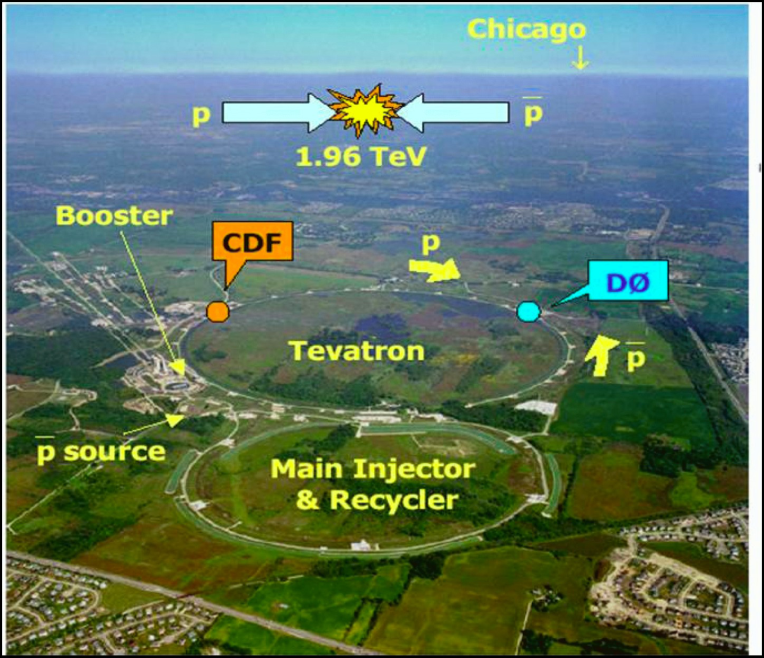 Chicago
↓
p
p̅
1.96 TeV
Booster
CDF
p
DØ
Tevatron
p̅
p̅ source
Main Injector
& Recycler